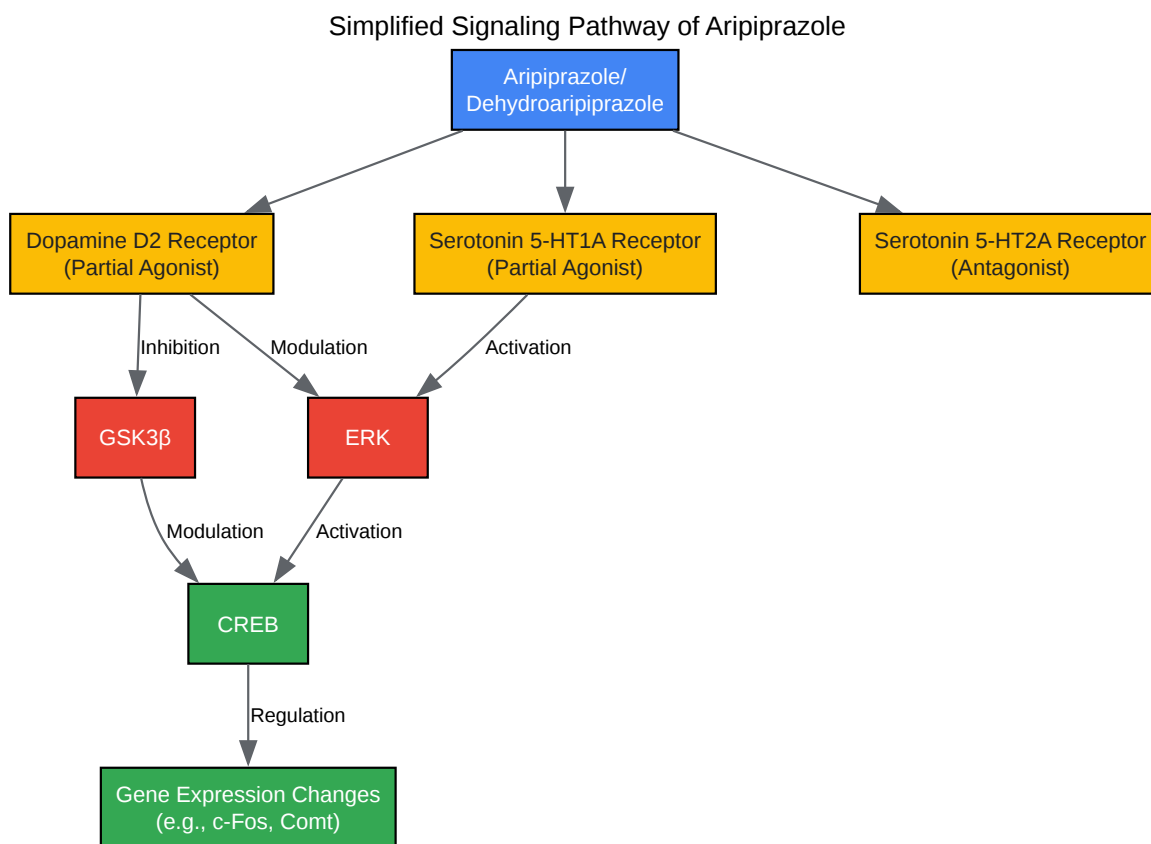 Simplified Signaling Pathway of Aripiprazole
Aripiprazole/
Dehydroaripiprazole
Dopamine D2 Receptor
(Partial Agonist)
Serotonin 5-HT1A Receptor
(Partial Agonist)
Serotonin 5-HT2A Receptor
(Antagonist)
Inhibition
Modulation
Activation
GSK3β
ERK
Modulation
Activation
CREB
Regulation
Gene Expression Changes
(e.g., c-Fos, Comt)